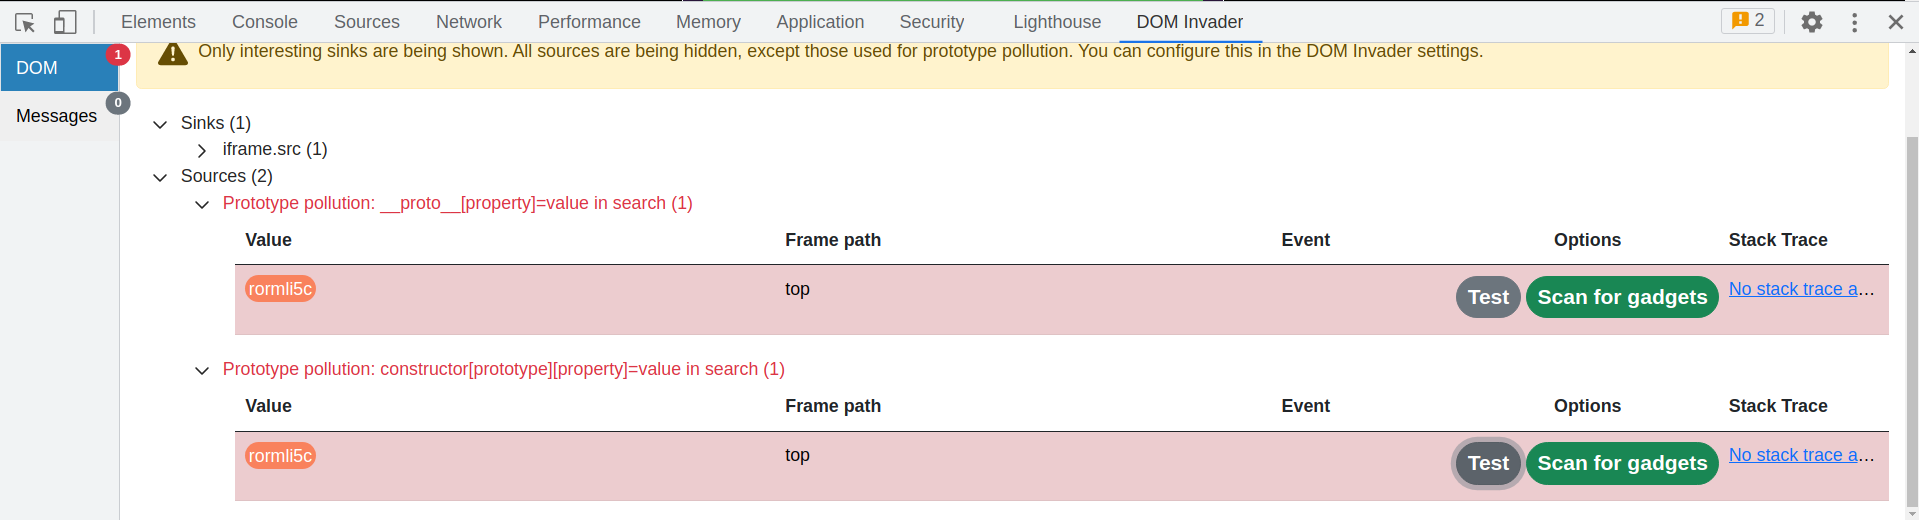 Elements Console Sources Network Performance Memory Application Security Lighthouse DOM Invader 2
DOM 1
Only interesting sinks are being shown. All sources are being hidden, except those used for prototype pollution. You can configure this in the DOM Invader settings.
Messages 0
Sinks (1)
iframe.src (1)
Sources (2)
Prototype pollution: __proto__[property]=value in search (1)
Value Frame path Event Options Stack Trace
rormli5c top Test Scan for gadgets No stack trace a...
Prototype pollution: constructor[prototype][property]=value in search (1)
Value Frame path Event Options Stack Trace
rormli5c top Test Scan for gadgets No stack trace a...